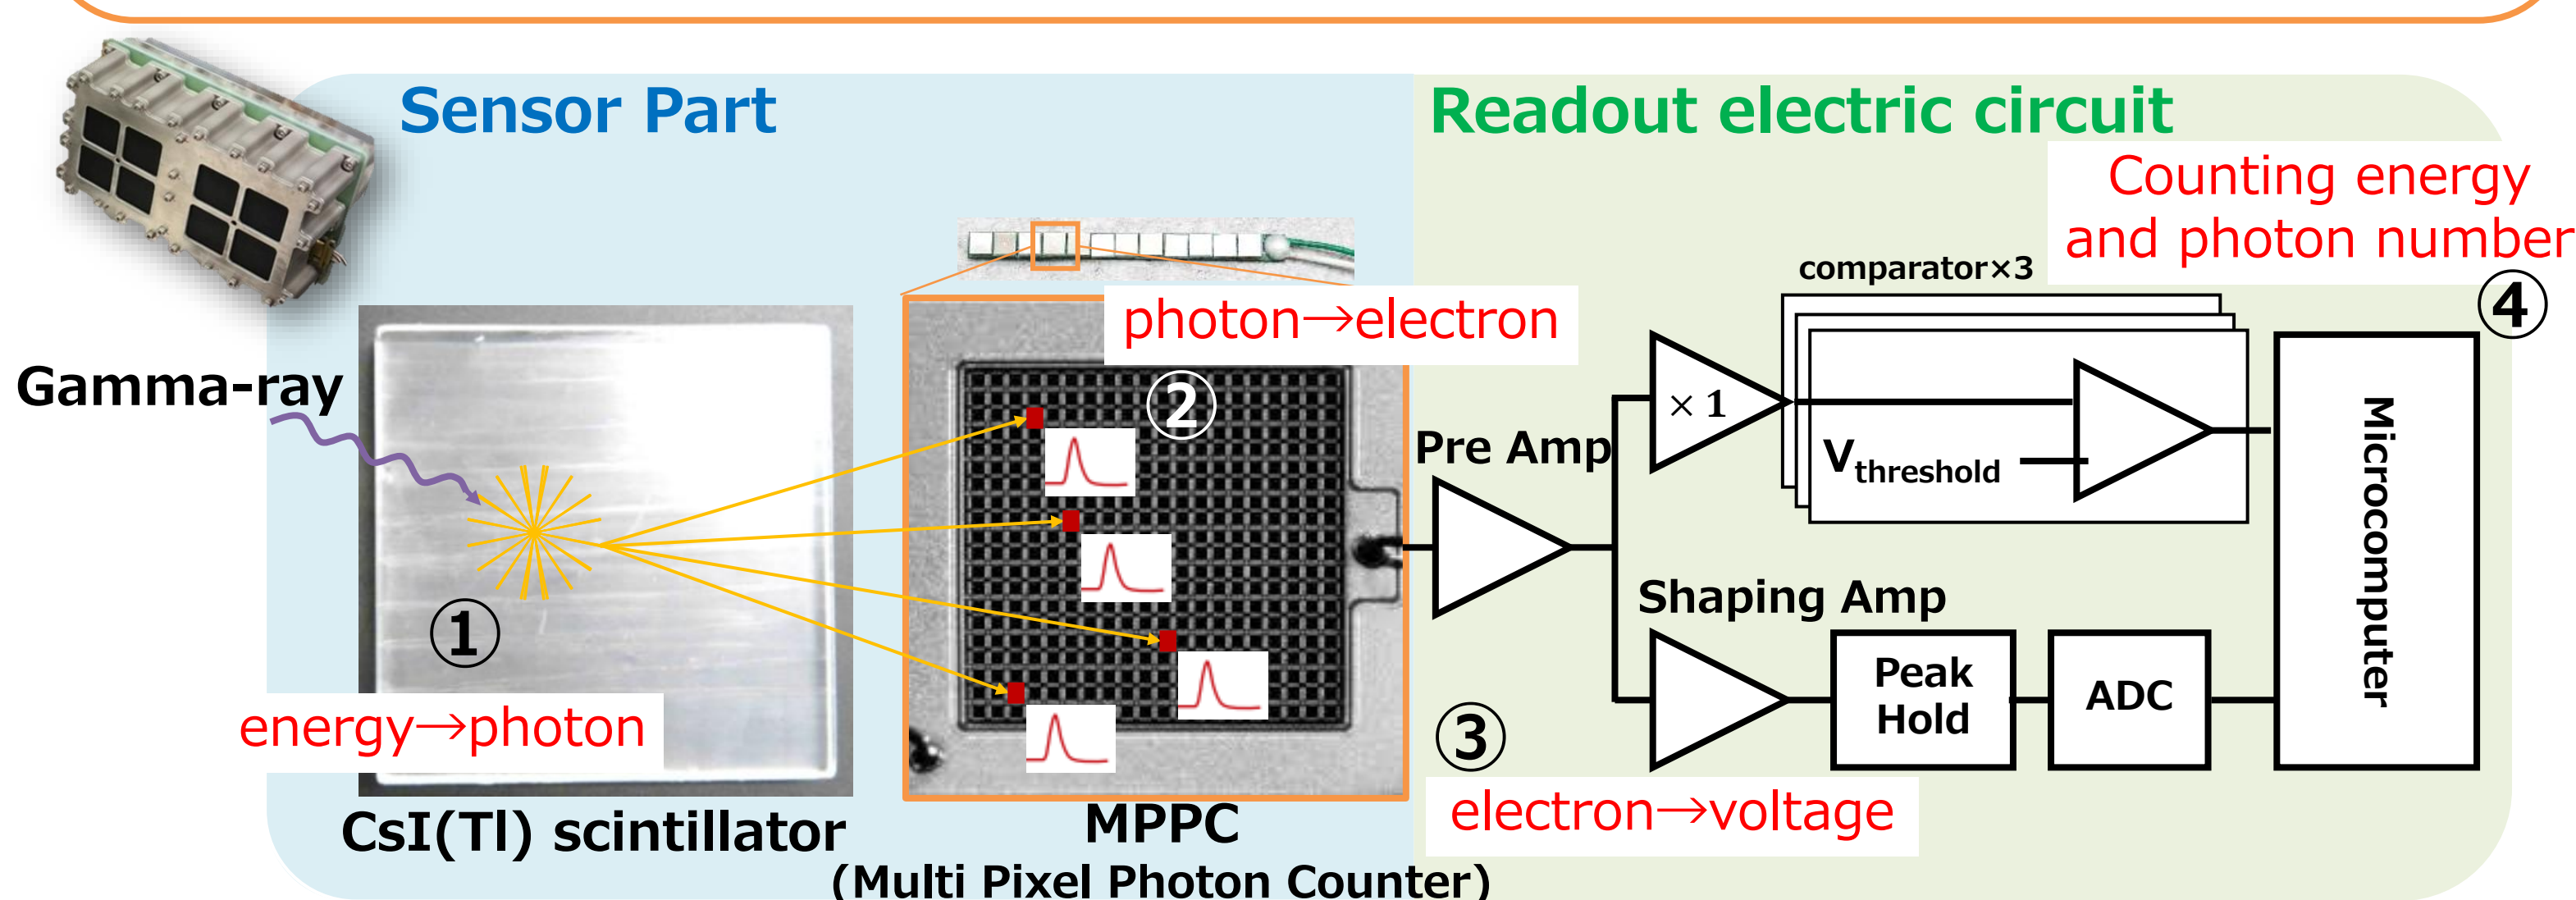 Sensor Part
Readout electric circuit
Counting energy
and photon number
④
comparator×3
photon→electron
②
Gamma-ray
× 1
Pre Amp
Vthreshold
Microcomputer
①
Shaping Amp
Peak
Hold
ADC
energy→photon
③
electron→voltage
CsI(Tl) scintillator
MPPC
(Multi Pixel Photon Counter)